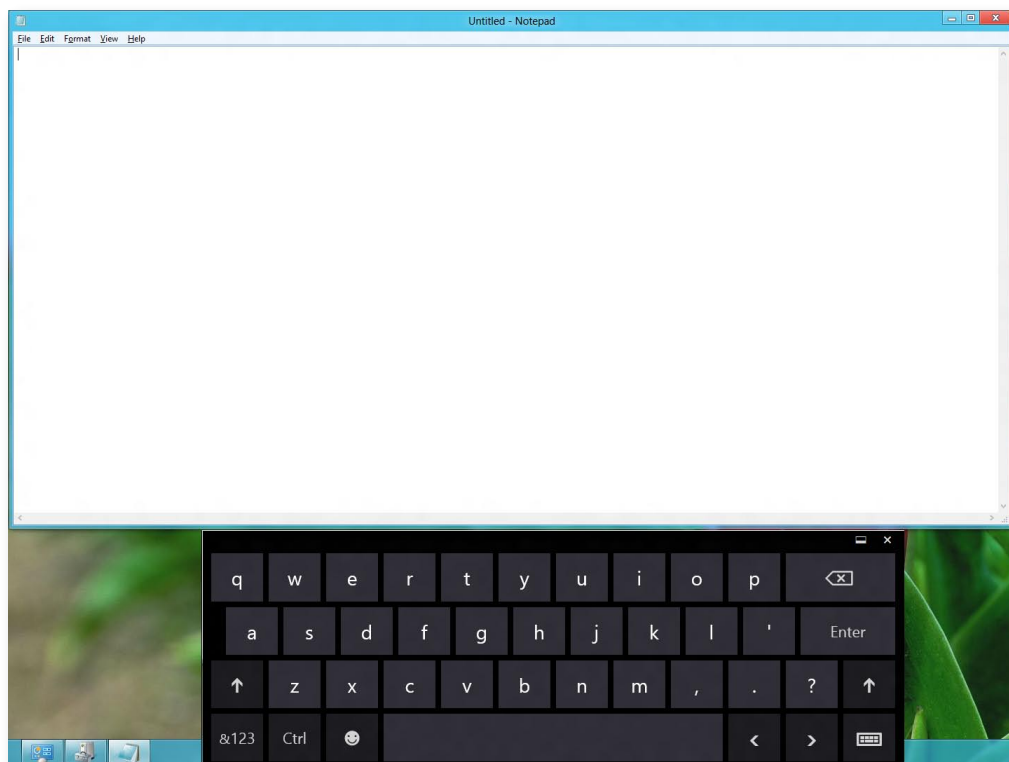 Untitled - Notepad
File Edit Format View Help
q w e r t y u i o p
a s d f g h j k l ' Enter
z x c v b n m , . ?
&123 Ctrl < >